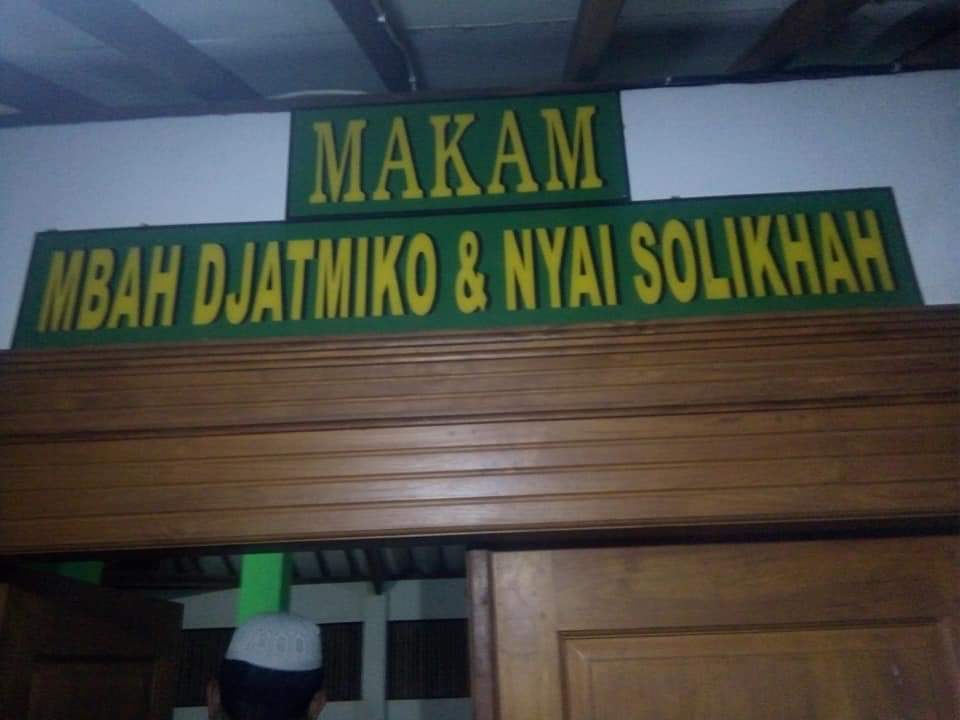 MAKAM
MBAH DJATMIKO & NYAI SOLIKHAH